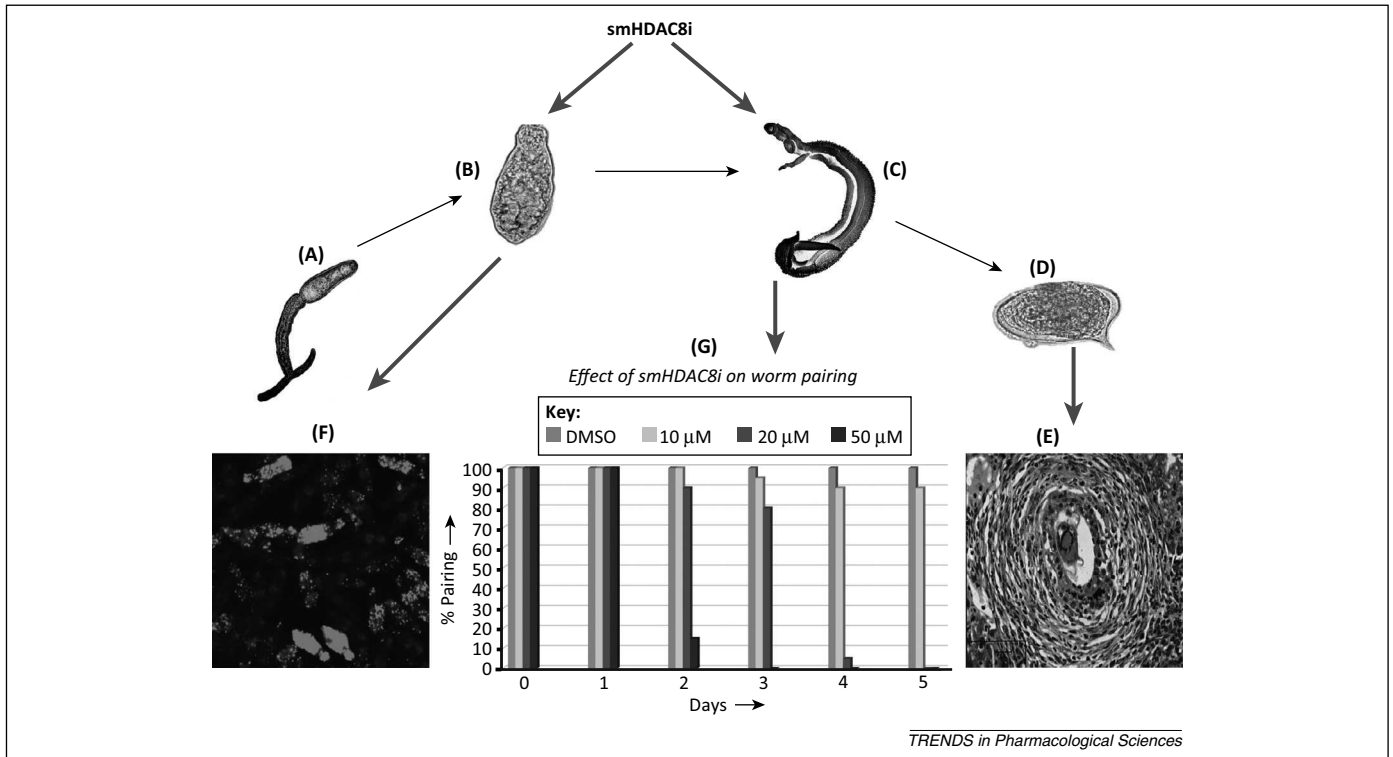 smHDAC8i
(B)
(C)
(A)
(D)
(G)
Effect of smHDAC8i on worm pairing
Key:
DMSO 10 μM 20 μM 50 μM
(F)
(E)
% Pairing
100
90
80
70
60
50
40
30
20
10
0
0 1 2 3 4 5
Days
TRENDS in Pharmacological Sciences